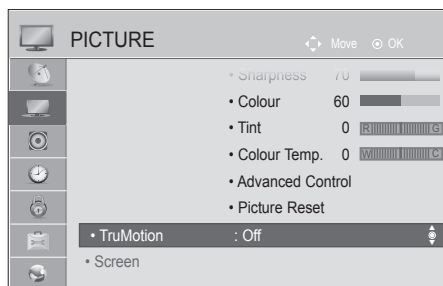 PICTURE
Move OK
• Sharpness 70
• Colour 60
• Tint 0 R G
• Colour Temp. 0 W C
• Advanced Control
• Picture Reset
• TruMotion : Off
• Screen